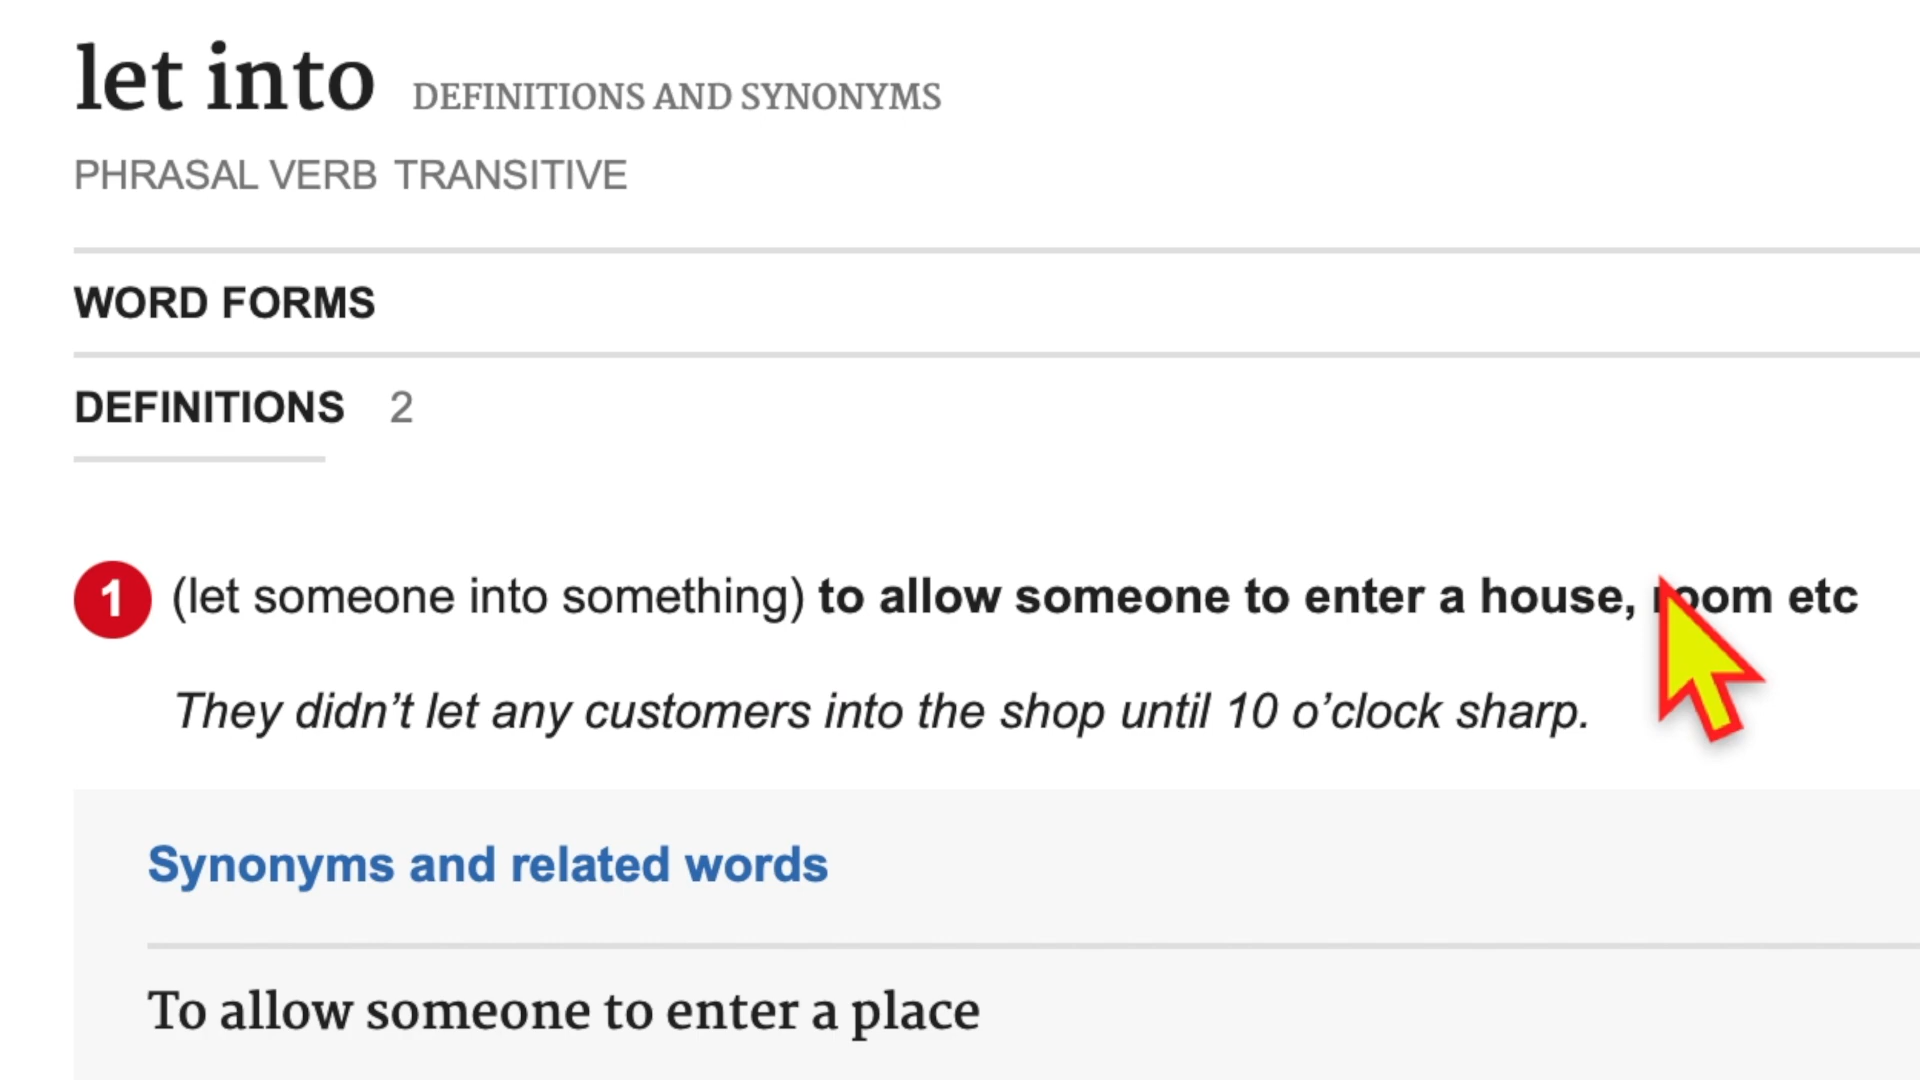 let into DEFINITIONS AND SYNONYMS
PHRASAL VERB TRANSITIVE
WORD FORMS
DEFINITIONS 2
1 (let someone into something) to allow someone to enter a house, room etc
They didn’t let any customers into the shop until 10 o’clock sharp.
Synonyms and related words
To allow someone to enter a place